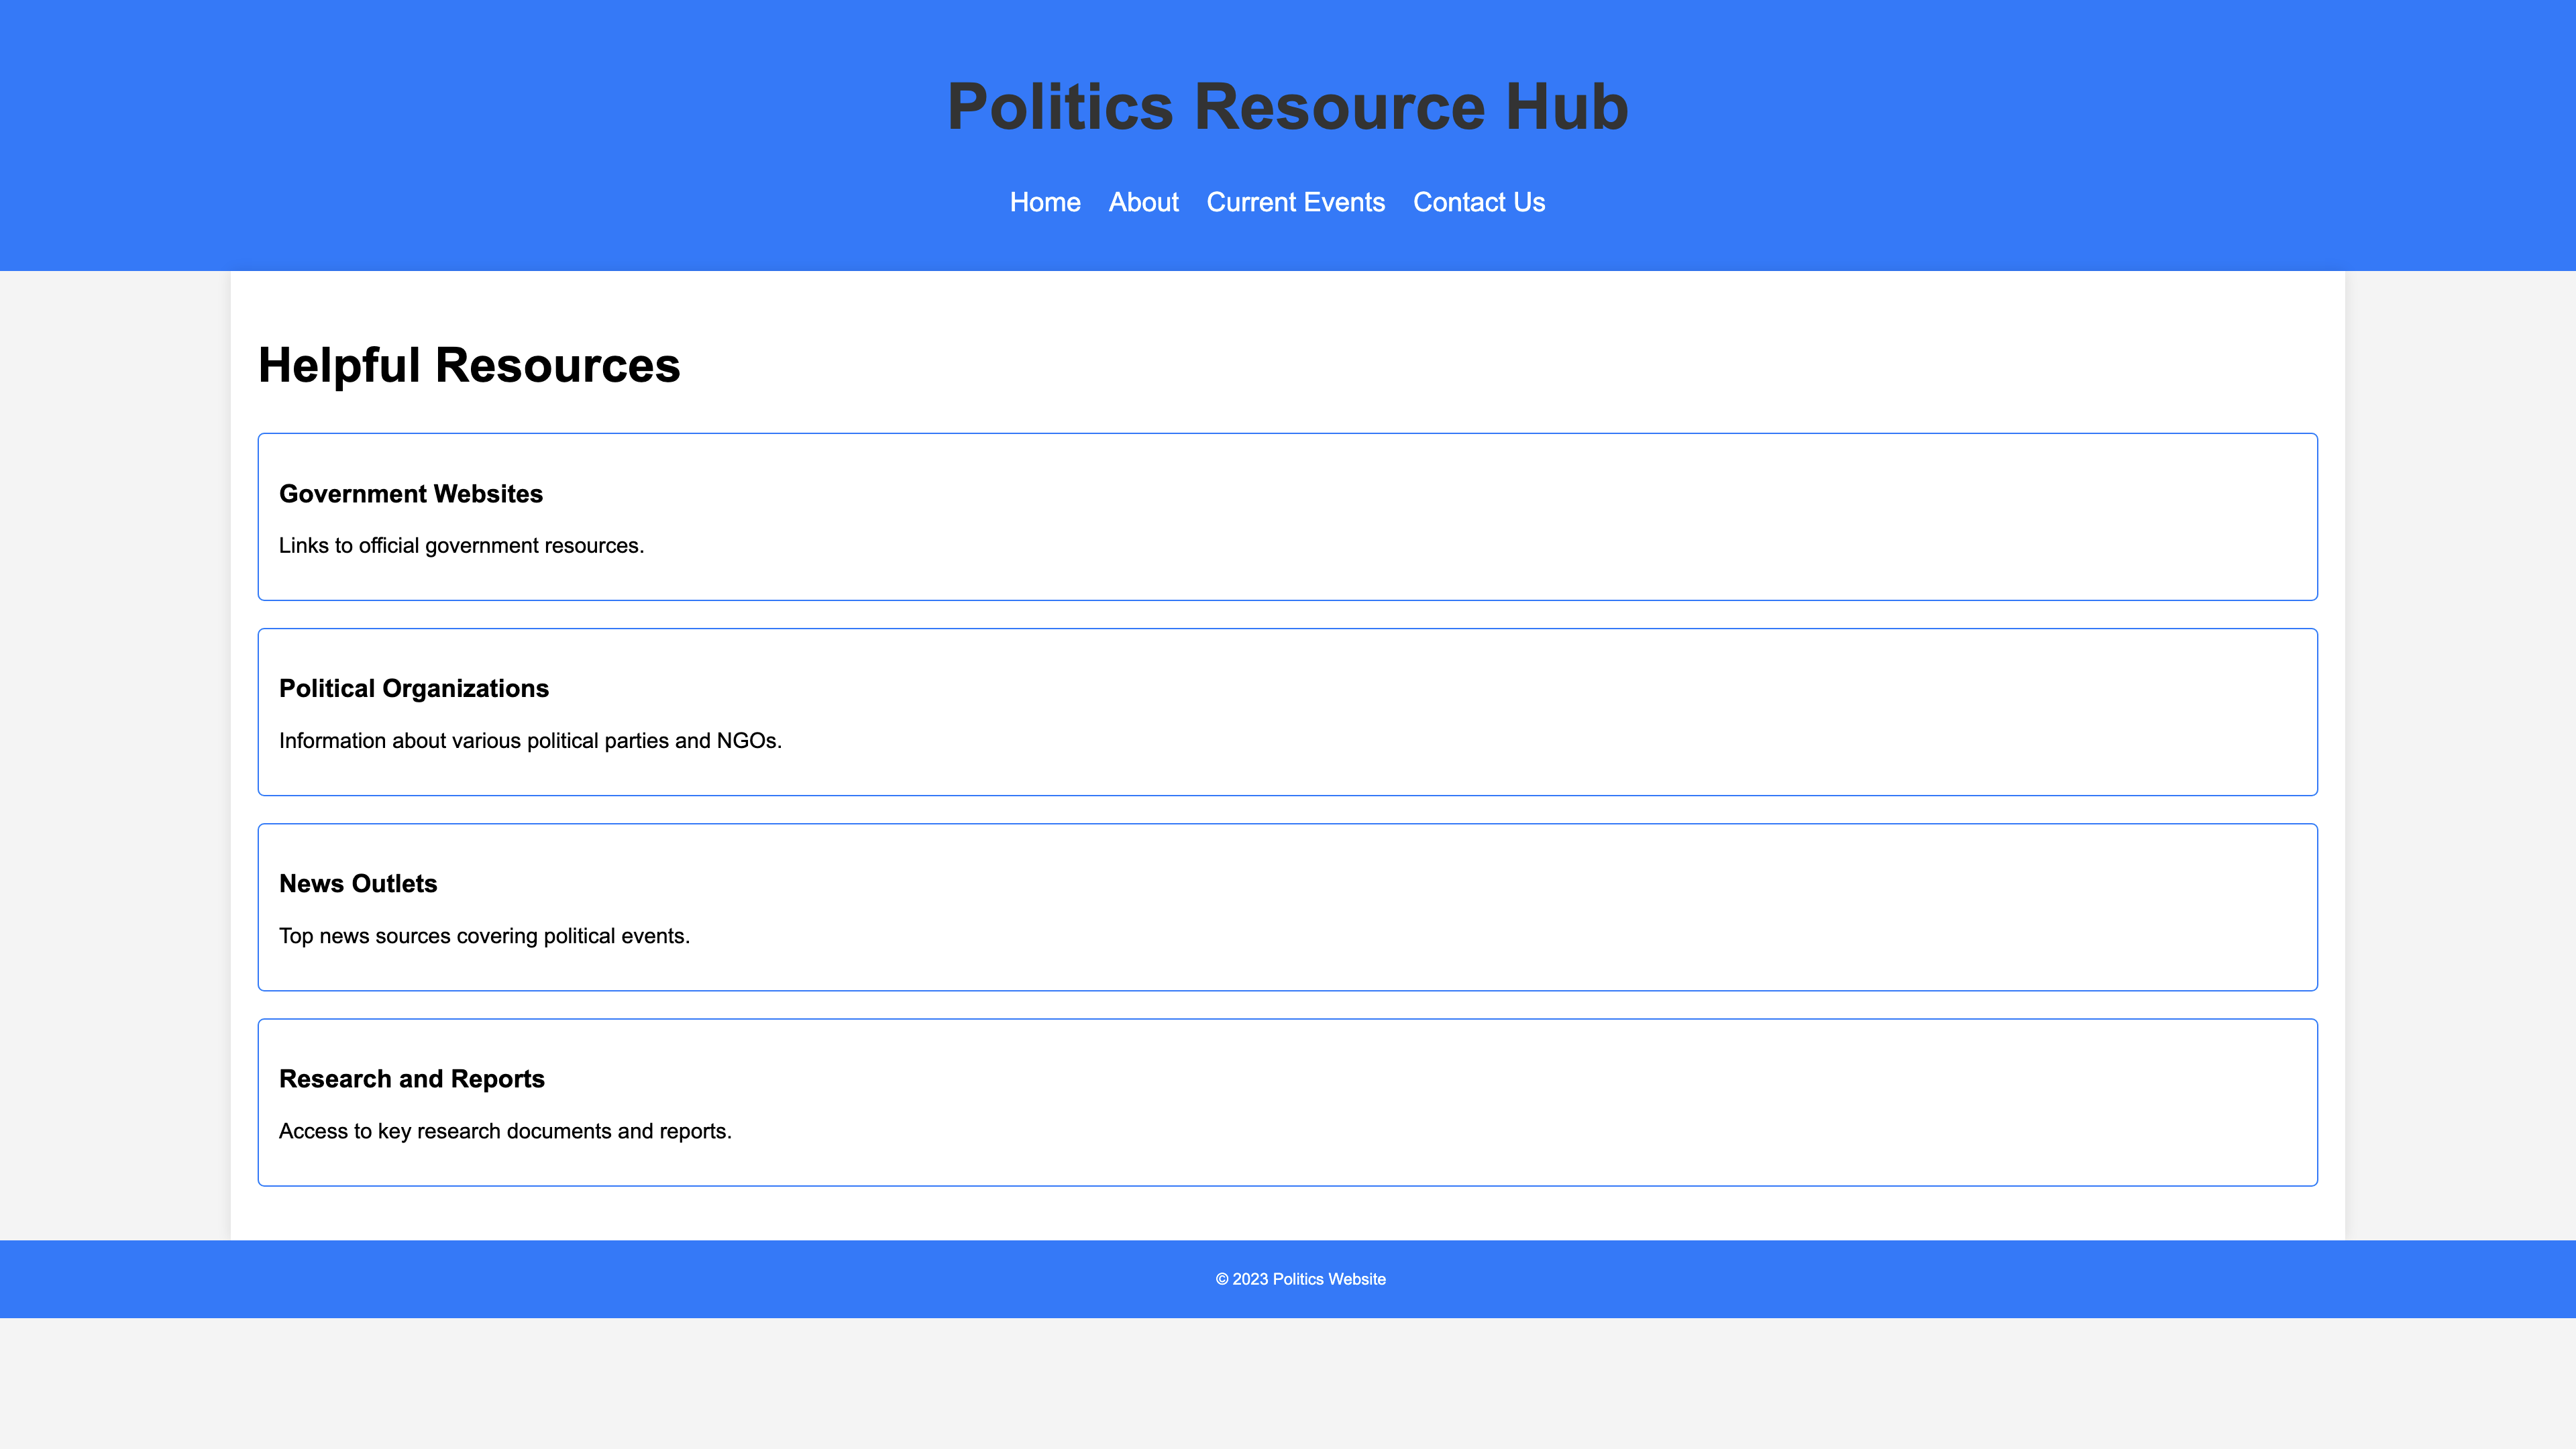 Politics Resource Hub
Home About Current Events Contact Us
Helpful Resources
Government Websites
Links to official government resources.
Political Organizations
Information about various political parties and NGOs.
News Outlets
Top news sources covering political events.
Research and Reports
Access to key research documents and reports.
© 2023 Politics Website